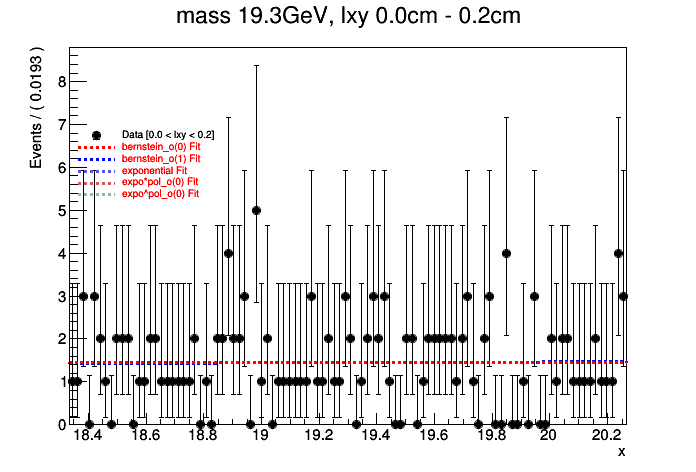 mass 19.3GeV, lxy 0.0cm - 0.2cm
Events / ( 0.0193 )
8
7
6
5
4
3
2
1
0
Data [0.0 < lxy < 0.2]
bernstein_o(0) Fit
bernstein_o(1) Fit
exponential Fit
expo*pol_o(0) Fit
expo^pol_o(0) Fit
18.4 18.6 18.8 19 19.2 19.4 19.6 19.8 20 20.2
x